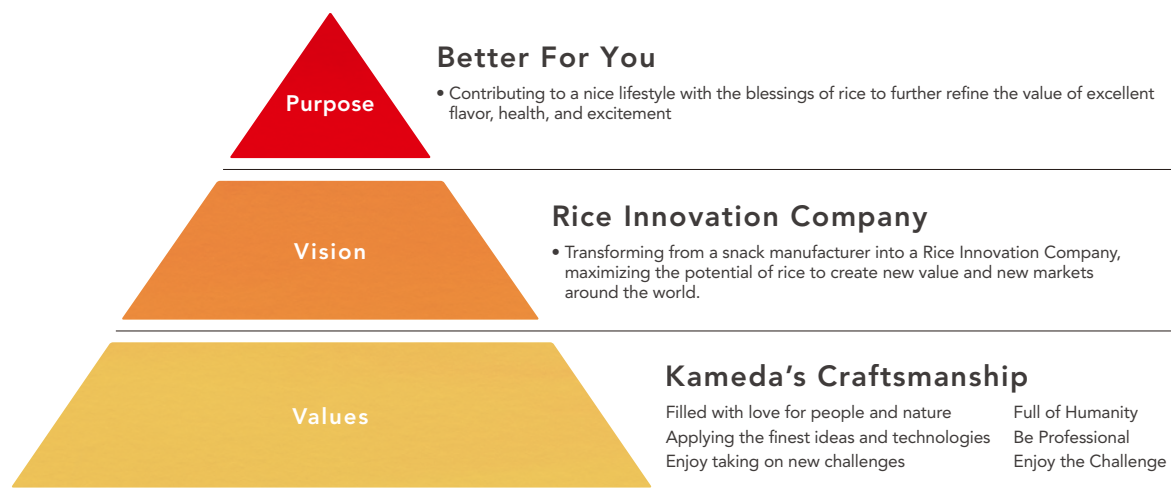 Purpose
Better For You
• Contributing to a nice lifestyle with the blessings of rice to further refine the value of excellent
flavor, health, and excitement
Vision
Rice Innovation Company
• Transforming from a snack manufacturer into a Rice Innovation Company,
maximizing the potential of rice to create new value and new markets
around the world.
Values
Kameda's Craftsmanship
Filled with love for people and nature Full of Humanity
Applying the finest ideas and technologies Be Professional
Enjoy taking on new challenges Enjoy the Challenge